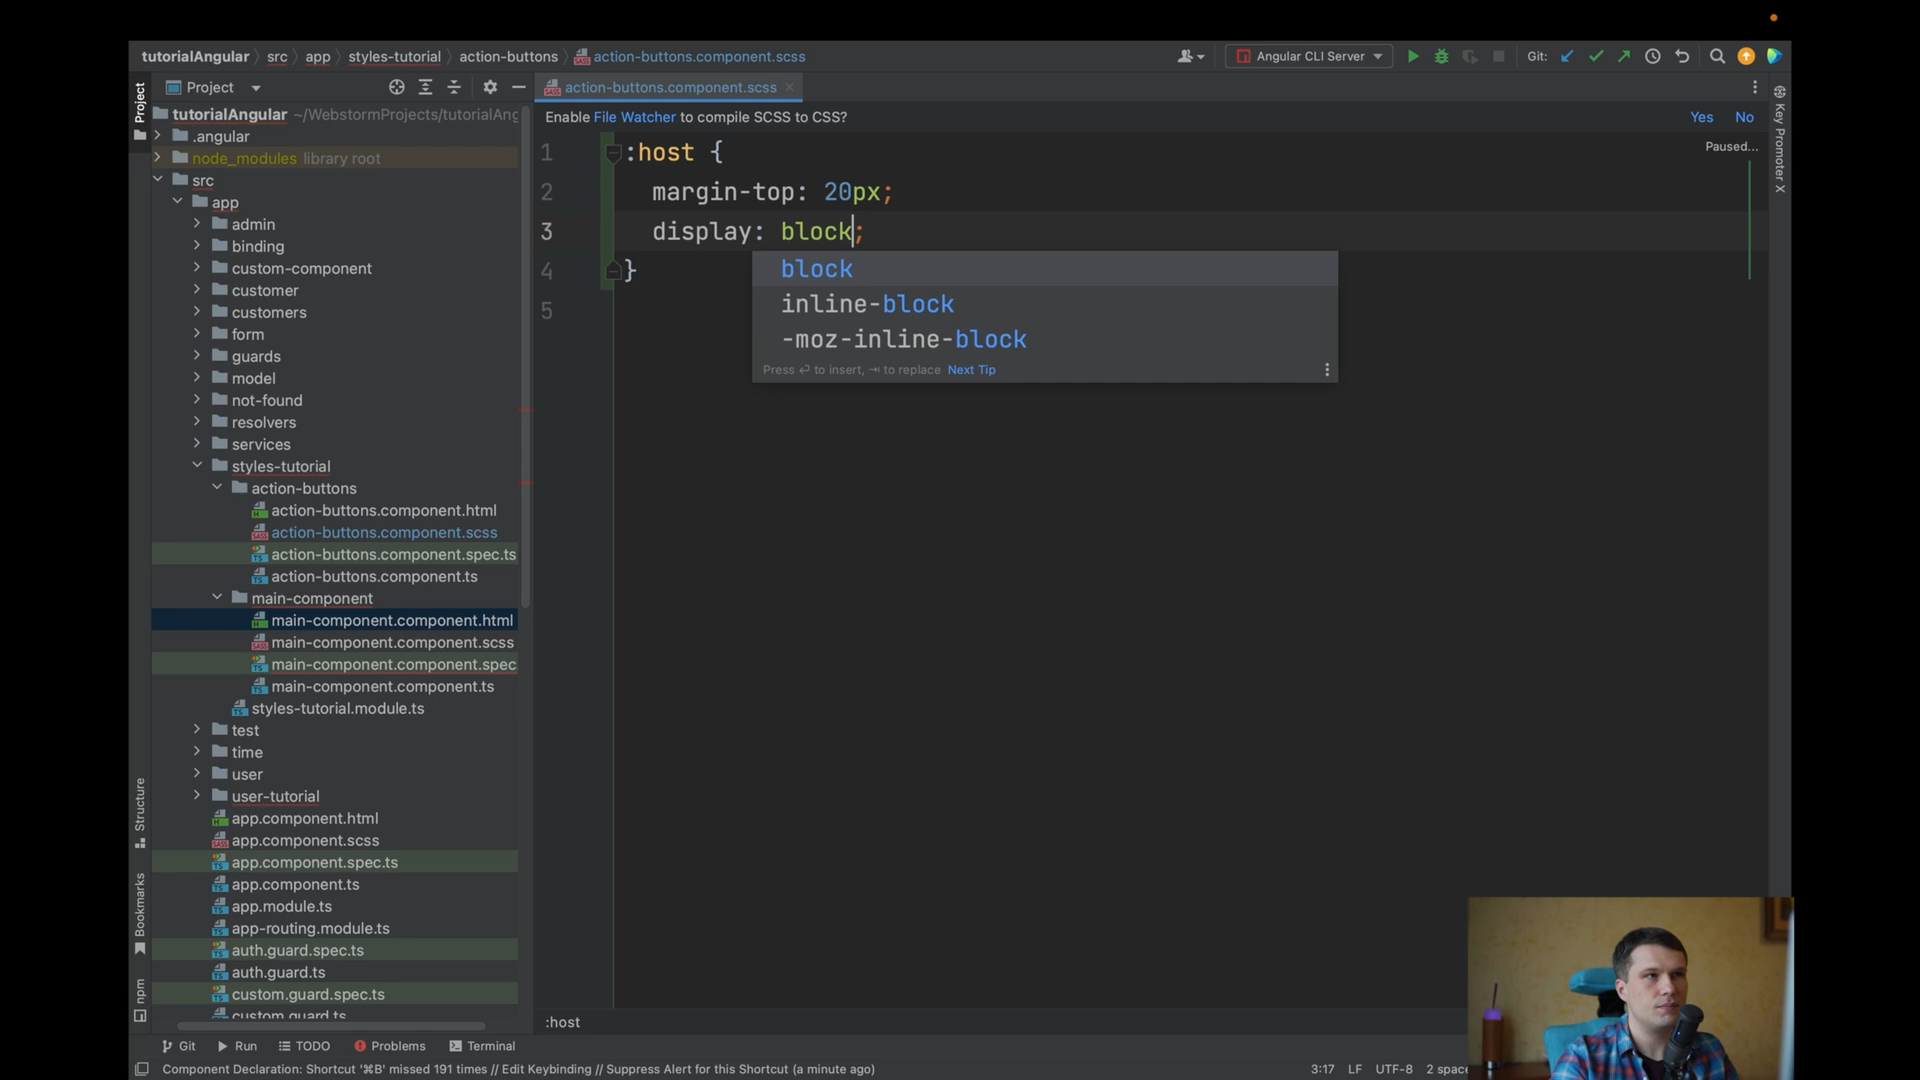 tutorialAngular
src
app
styles-tutorial
action-buttons
action-buttons.component.scss
Angular CLI Server
Git:
Project
Project
action-buttons.component.scss
tutorialAngular ~/WebstormProjects/tutorialAng
Enable File Watcher to compile SCSS to CSS?
Yes
No
Key Promoter X
Paused...
.angular
node_modules library root
src
app
admin
binding
custom-component
customer
customers
form
guards
model
not-found
resolvers
services
styles-tutorial
action-buttons
action-buttons.component.html
action-buttons.component.scss
action-buttons.component.spec.ts
action-buttons.component.ts
main-component
main-component.component.html
main-component.component.scss
main-component.component.spec
main-component.component.ts
styles-tutorial.module.ts
test
time
user
user-tutorial
app.component.html
app.component.scss
app.component.spec.ts
app.component.ts
app.module.ts
app-routing.module.ts
auth.guard.spec.ts
auth.guard.ts
custom.guard.spec.ts
custom.guard.ts
Structure
Bookmarks
npm
1 :host {
2 margin-top: 20px;
3 display: block;
4 }
5
block
inline-block
-moz-inline-block
Press ↵ to insert, ⇥ to replace Next Tip
:host
Git
Run
TODO
Problems
Terminal
Component Declaration: Shortcut '⌘B' missed 191 times // Edit Keybinding // Suppress Alert for this Shortcut (a minute ago)
3:17
LF
UTF-8
2 space